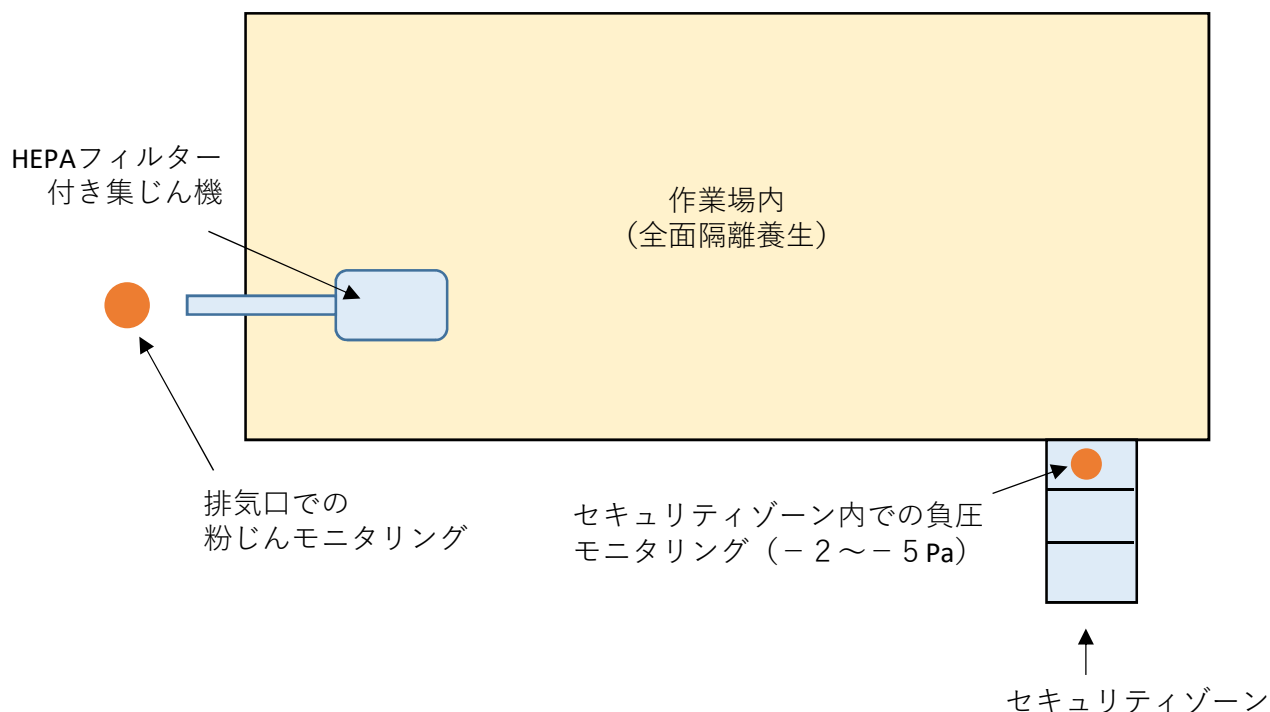 HEPAフィルター
付き集じん機
作業場内
(全面隔離養生)
排気口での
粉じんモニタリング
セキュリティゾーン内での負圧
モニタリング(-2~-5Pa)
セキュリティゾーン